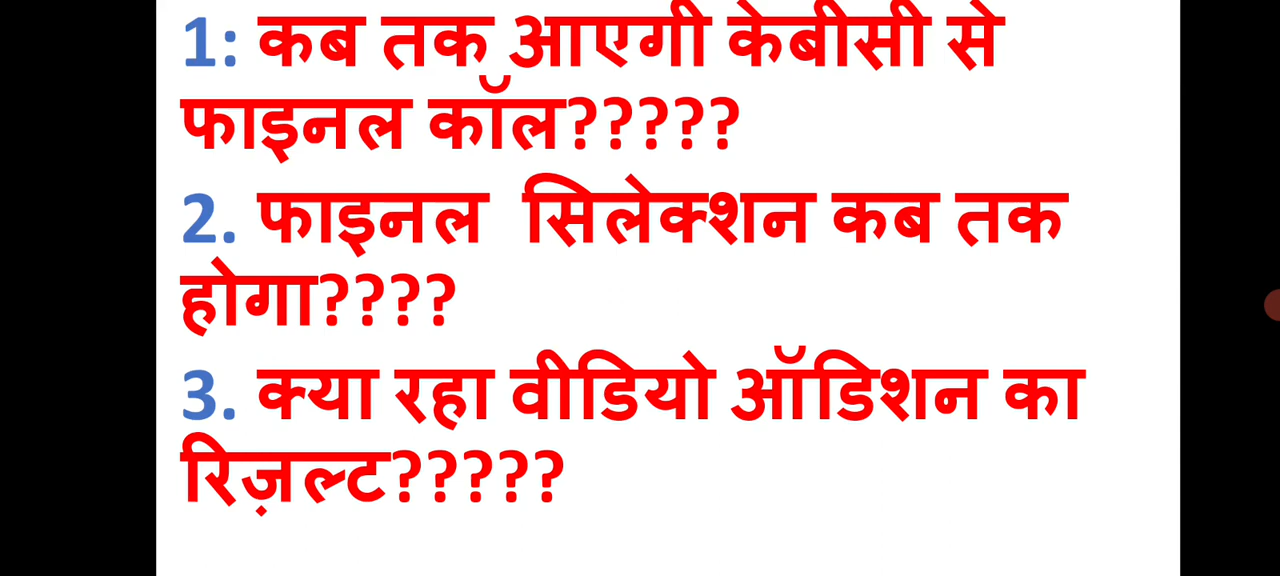 1: कब तक आएगी केबीसी से
फाइनल कॉल?????
2. फाइनल  सिलेक्शन कब तक
होगा????
3. क्या रहा वीडियो ऑडिशन का
रिज़ल्ट?????